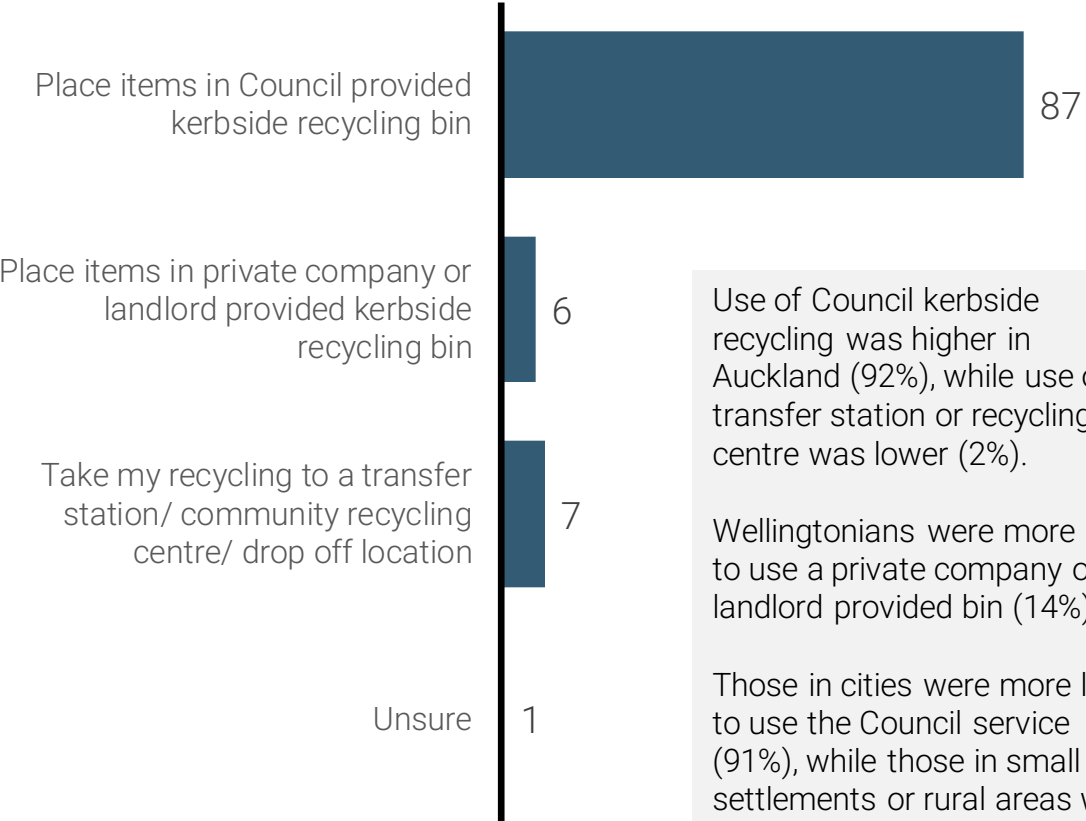 Place items in Council provided
kerbside recycling bin
87
Place items in private company or
landlord provided kerbside
recycling bin
6
Take my recycling to a transfer
station/ community recycling
centre/ drop off location
7
Unsure
1
Use of Council kerbside
recycling was higher in
Auckland (92%), while use
transfer station or recycling
centre was lower (2%).
Wellingtonians were more
to use a private company
landlord provided bin (14%)
Those in cities were more
to use the Council service
(91%), while those in small
settlements or rural areas